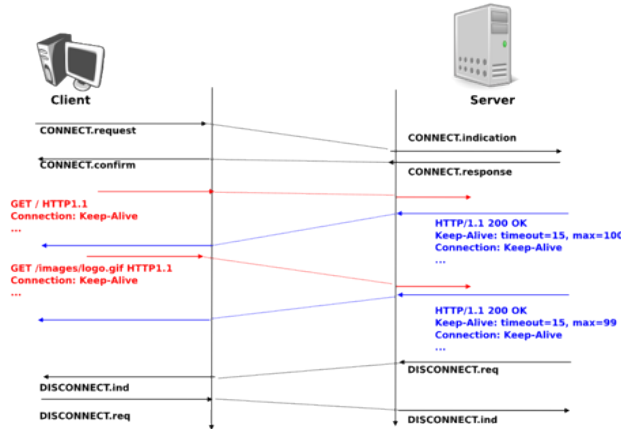 Client
Server
CONNECT.request
CONNECT.indication
CONNECT.confirm
CONNECT.response
GET / HTTP1.1
Connection: Keep-Alive
...
HTTP/1.1 200 OK
Keep-Alive: timeout=15, max=100
Connection: Keep-Alive
...
GET /images/logo.gif HTTP1.1
Connection: Keep-Alive
...
HTTP/1.1 200 OK
Keep-Alive: timeout=15, max=99
Connection: Keep-Alive
...
DISCONNECT.req
DISCONNECT.ind
DISCONNECT.req
DISCONNECT.ind